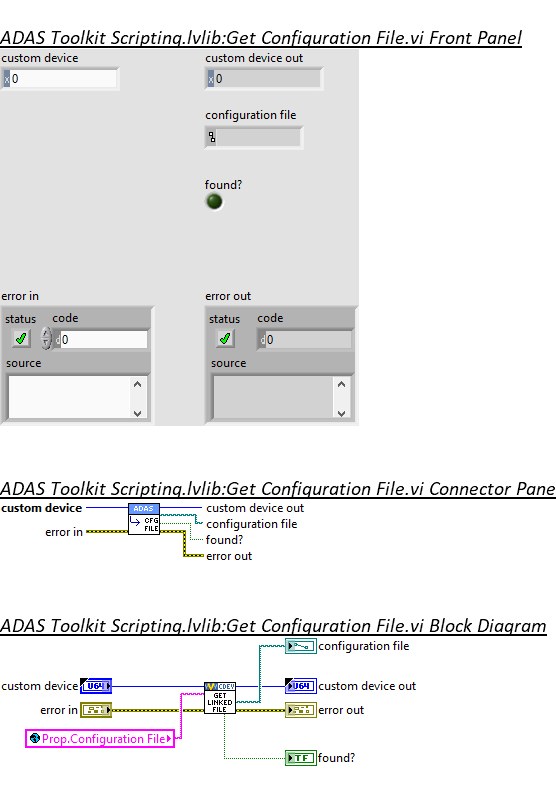 ADAS Toolkit Scripting.lvlib:Get Configuration File.vi Front Panel
custom device
custom device out
x 0
x 0
configuration file
found?
error in
error out
status
code
status
code
d 0
d 0
source
source
ADAS Toolkit Scripting.lvlib:Get Configuration File.vi Connector Pane
custom device
ADAS
custom device out
CFG
configuration file
FILE
found?
error in
error out
ADAS Toolkit Scripting.lvlib:Get Configuration File.vi Block Diagram
configuration file
custom device
U64
CDEV
U64
custom device out
GET
LINKED
FILE
error in
error out
Prop.Configuration File
TF
found?